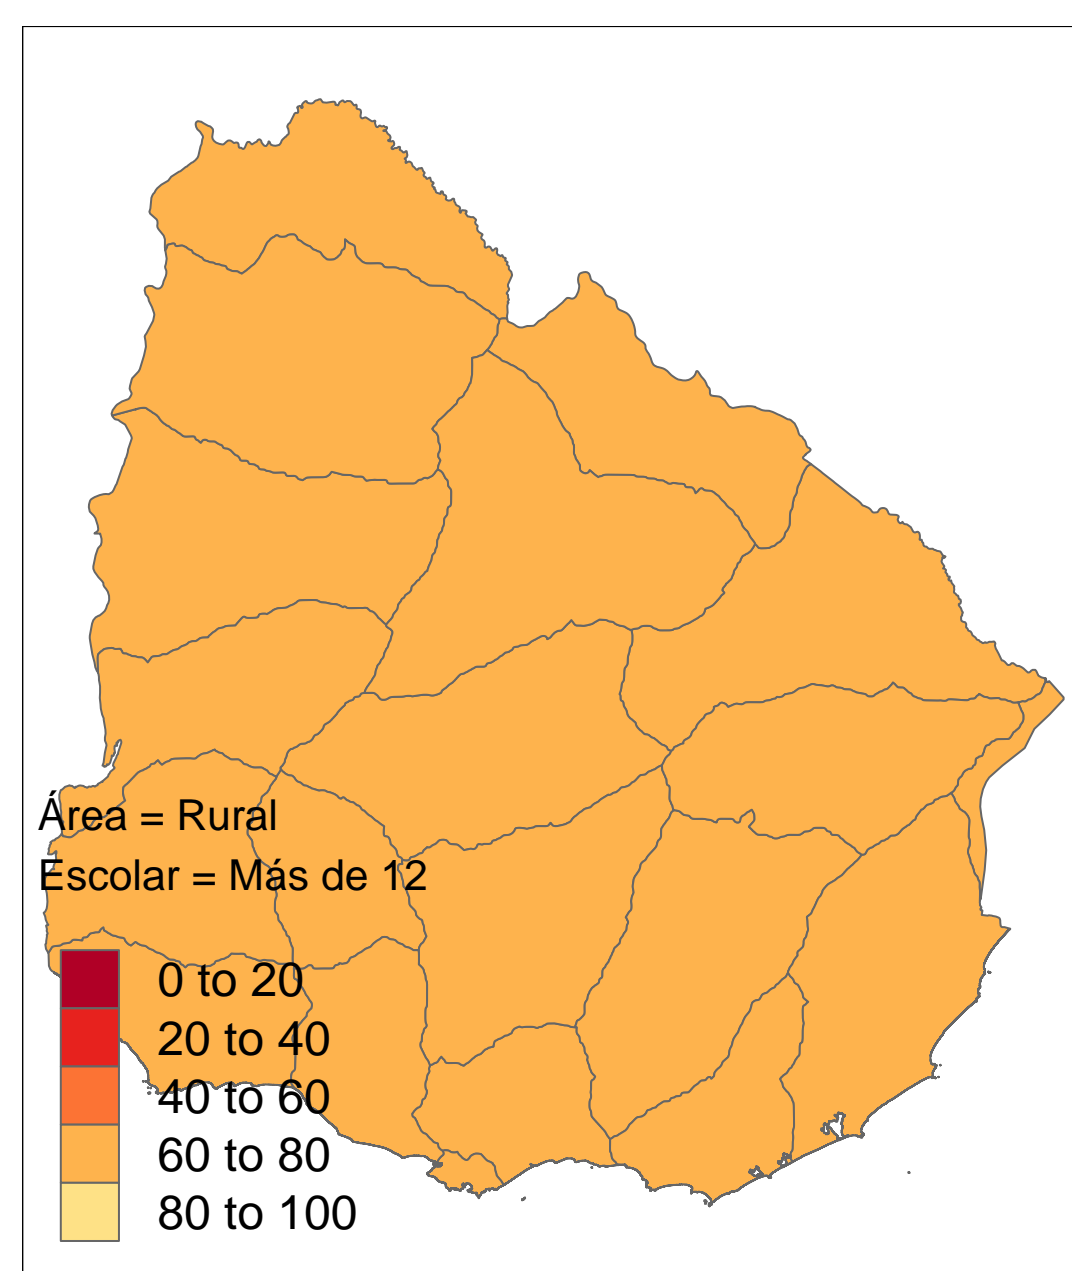 Área = Rural
Escolar = Más de 12
0 to 20
20 to 40
40 to 60
60 to 80
80 to 100